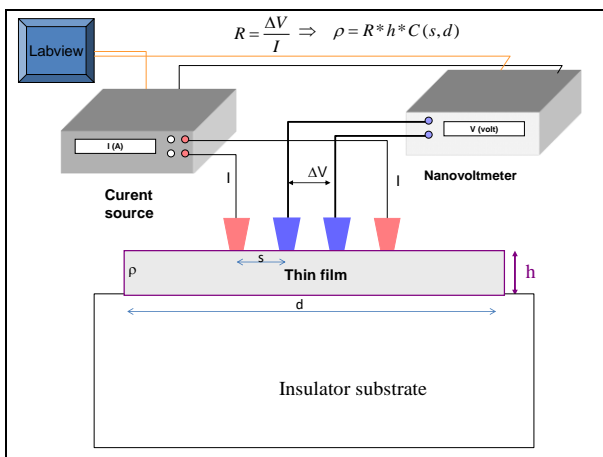 Labview
R = ΔV/I ⇒ ρ = R * h * C(s,d)
I (A)
V (volt)
Curent
source
Nanovoltmeter
I
ΔV
I
s
Thin film
ρ
h
d
Insulator substrate